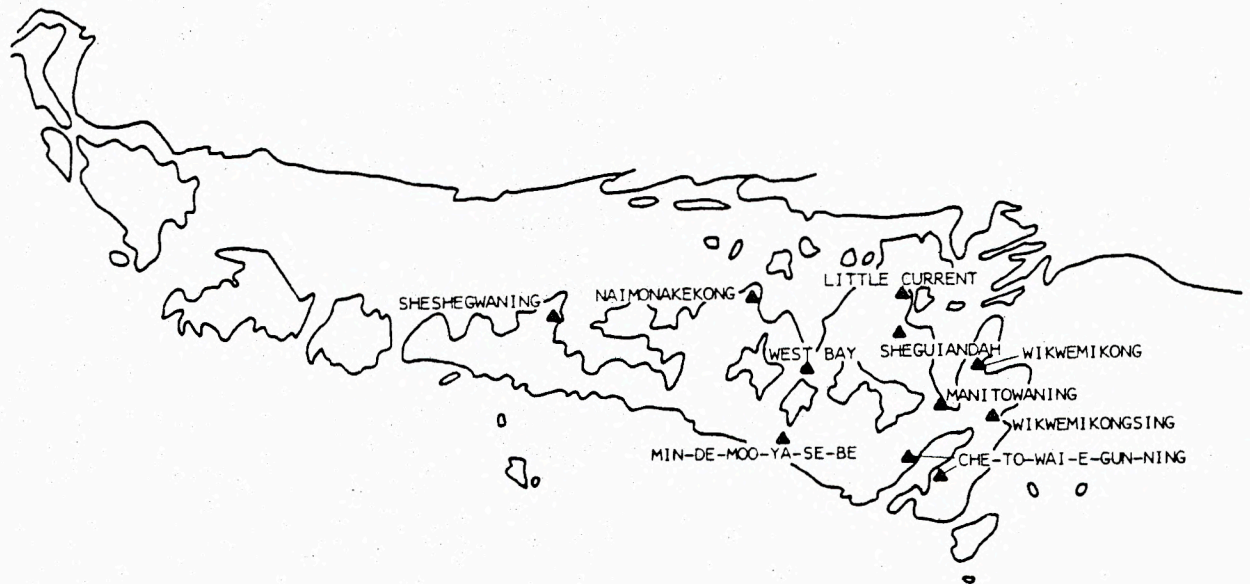 LITTLE CURRENT
SHESHEGWANING
NAIMONAKEKONG
WEST BAY
SHEGUIANDAH
WIKWEMIKONG
MANITOWANING
WIKWEMIKONGSING
MIN-DE-MOO-YA-SE-BE
CHE-TO-WAI-E-GUN-NING